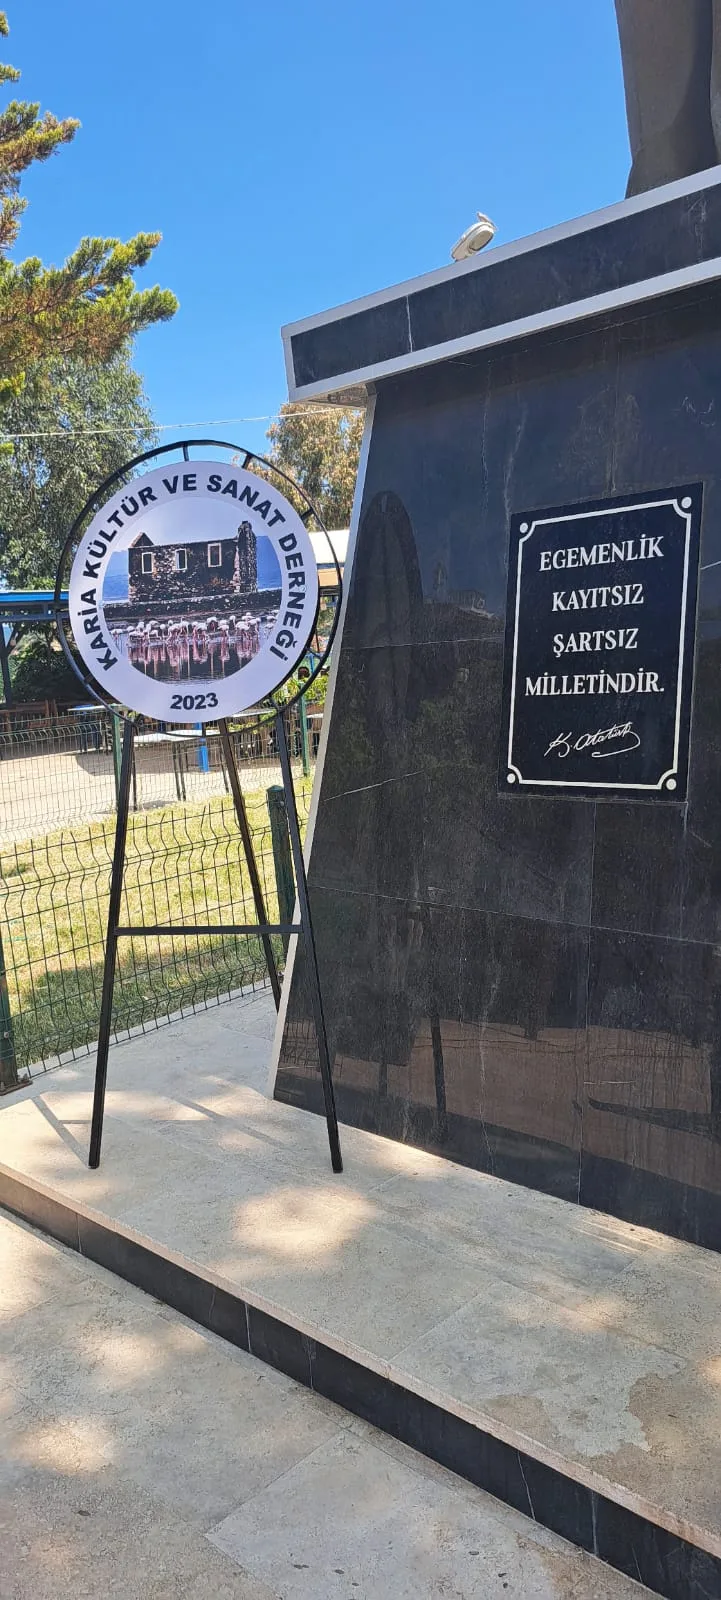 KARİA KÜLTÜR VE SANAT DERNEĞİ
2023
EGEMENLİK
KAYITSIZ
ŞARTSIZ
MİLLETİNDİR.
K. Atatürk